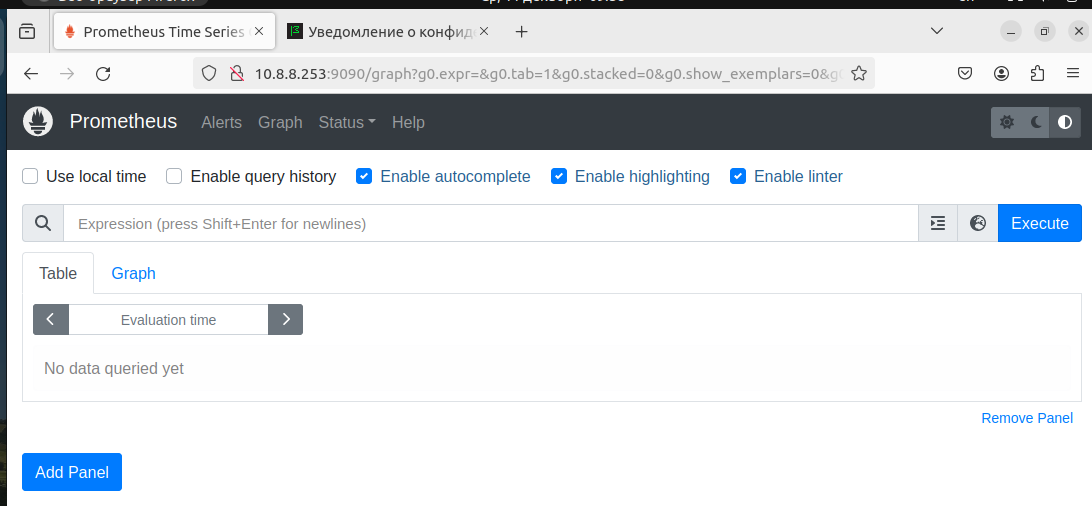 Prometheus Time Series
Уведомление о конфид
10.8.8.253:9090/graph?g0.expr=&g0.tab=1&g0.stacked=0&g0.show_exemplars=0&g
Prometheus Alerts Graph Status Help
Use local time Enable query history Enable autocomplete Enable highlighting Enable linter
Expression (press Shift+Enter for newlines) Execute
Table Graph
Evaluation time
No data queried yet
Remove Panel
Add Panel